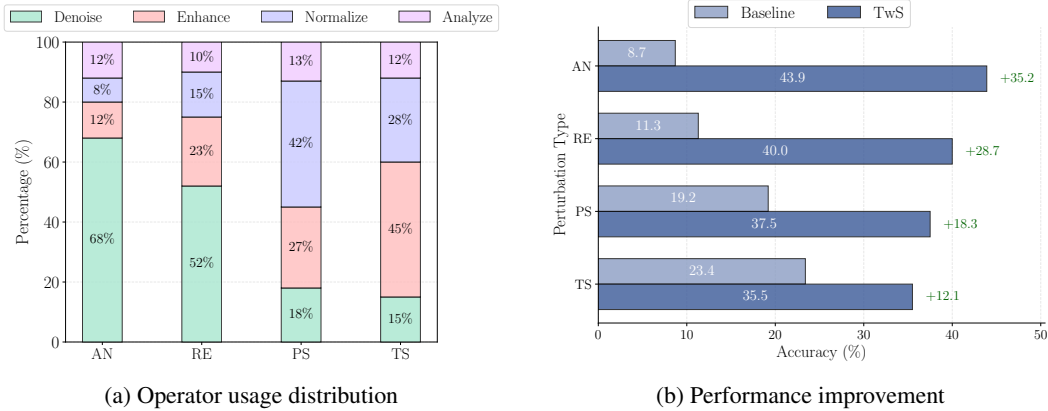 Denoise Enhance Normalize Analyze
100
80
60
40
20
0
Percentage (%)
12%
8%
12%
68%
10%
15%
23%
52%
13%
42%
27%
18%
12%
28%
45%
15%
AN RE PS TS
(a) Operator usage distribution
Baseline TwS
Perturbation Type
AN
8.7
43.9 +35.2
RE
11.3
40.0 +28.7
PS
19.2
37.5 +18.3
TS
23.4
35.5 +12.1
0 10 20 30 40 50
Accuracy (%)
(b) Performance improvement